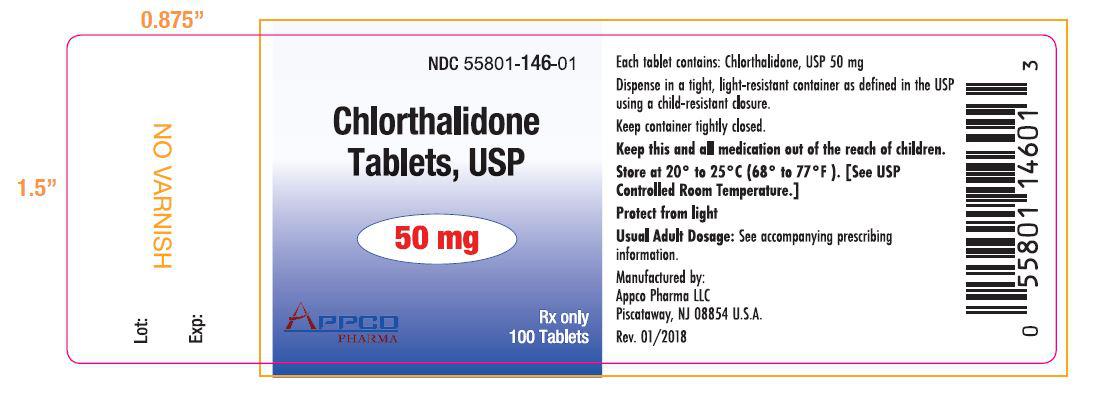 0.875”
1.5”
NO VARNISH
Lot:
Exp:
NDC 55801-146-01
Chlorthalidone
Tablets, USP
50 mg
APPCO
PHARMA
Rx only
100 Tablets
Each tablet contains: Chlorthalidone, USP 50 mg
Dispense in a tight, light-resistant container as defined in the USP
using a child-resistant closure.
Keep container tightly closed.
Keep this and all medication out of the reach of children.
Store at 20° to 25°C (68° to 77°F ). [See USP
Controlled Room Temperature.]
Protect from light
Usual Adult Dosage: See accompanying prescribing
information.
Manufactured by:
Appco Pharma LLC
Piscataway, NJ 08854 U.S.A.
Rev. 01/2018
0 55801 14601 3